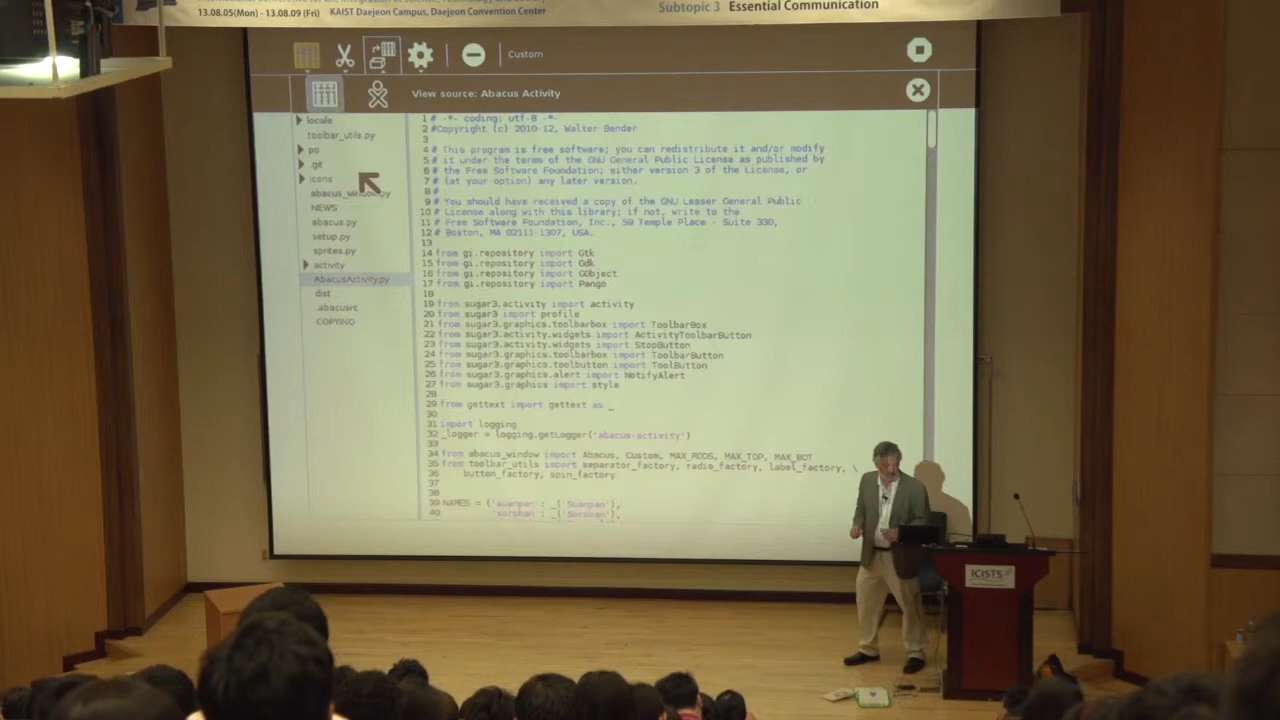 13.08.05(Mon) - 13.08.09 (Fri) KAIST Daejeon Campus, Daejeon Convention Center
Subtopic 3 Essential Communication
Custom
View source: Abacus Activity
locale
toolbar_utils.py
po
.git
icons
abacus_window.py
NEWS
abacus.py
setup.py
sprites.py
activity
AbacusActivity.py
dist
.abacusrc
COPYING
1 # -*- coding: utf-8 -*-
2 #Copyright (c) 2010-12, Walter Bender
3
4 # This program is free software; you can redistribute it and/or modify
5 # it under the terms of the GNU General Public License as published by
6 # the Free Software Foundation; either version 3 of the License, or
7 # (at your option) any later version.
8 #
9 # You should have received a copy of the GNU Lesser General Public
10 # License along with this library; if not, write to the
11 # Free Software Foundation, Inc., 59 Temple Place - Suite 330,
12 # Boston, MA 02111-1307, USA.
13
14 from gi.repository import Gtk
15 from gi.repository import Gdk
16 from gi.repository import GObject
17 from gi.repository import Pango
18
19 from sugar3.activity import activity
20 from sugar3 import profile
21 from sugar3.graphics.toolbarbox import ToolbarBox
22 from sugar3.activity.widgets import ActivityToolbarButton
23 from sugar3.activity.widgets import StopButton
24 from sugar3.graphics.toolbarbox import ToolbarButton
25 from sugar3.graphics.toolbutton import ToolButton
26 from sugar3.graphics.alert import NotifyAlert
27 from sugar3.graphics import style
28
29 from gettext import gettext as _
30
31 import logging
32 _logger = logging.getLogger('abacus-activity')
33
34 from abacus_window import Abacus, Custom, MAX_RODS, MAX_TOP, MAX_BOT
35 from toolbar_utils import separator_factory, radio_factory, label_factory, \
36 button_factory, spin_factory
37
38
39 NAMES = {'suanpan': _('Suanpan'),
40 'soroban': _('Soroban'),
ICISTS